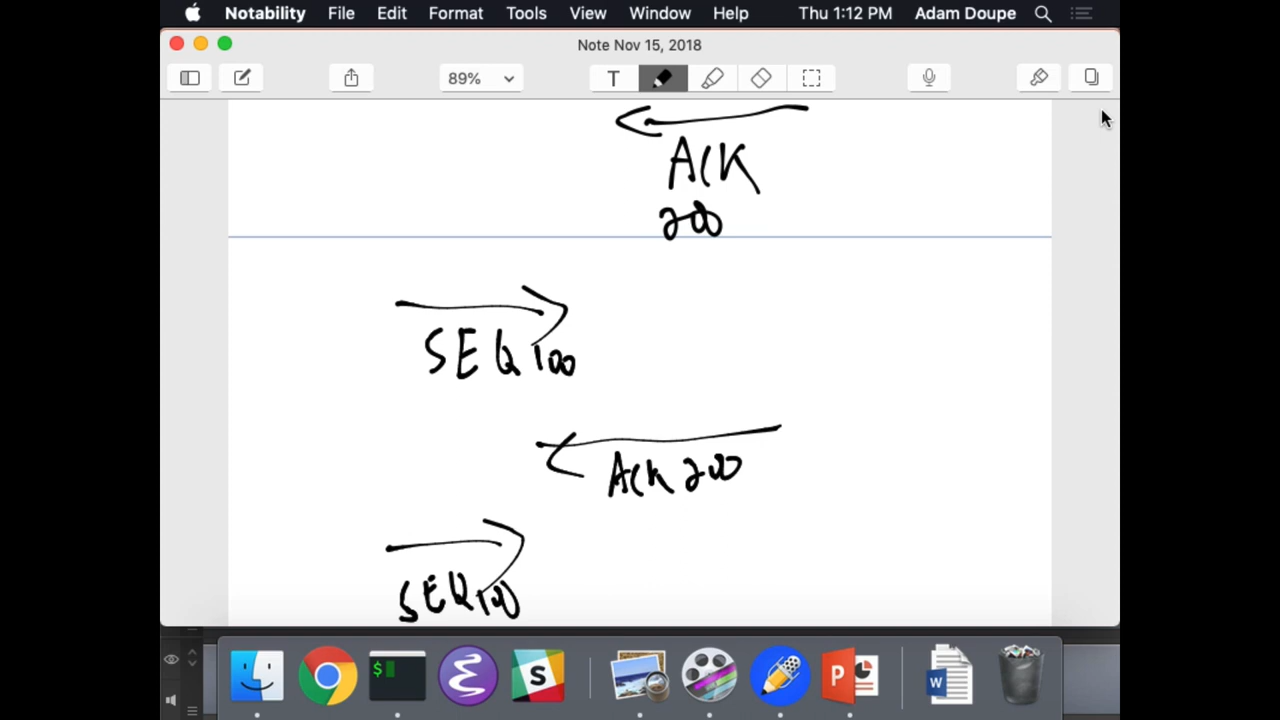 Notability File Edit Format Tools View Window Help Thu 1:12 PM Adam Doupe
Note Nov 15, 2018
89% T
ACK
200
SEQ 100
ACK 200
SEQ 100
$
S
W
P